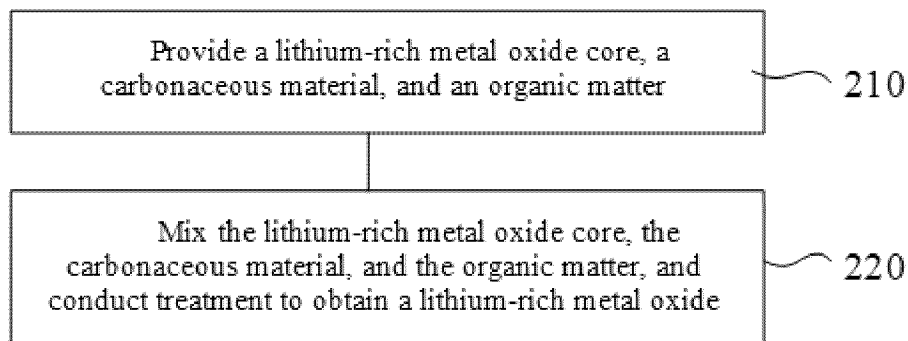 Provide a lithium-rich metal oxide core, a
carbonaceous material, and an organic matter
210
Mix the lithium-rich metal oxide core, the
carbonaceous material, and the organic matter, and
conduct treatment to obtain a lithium-rich metal oxide
220